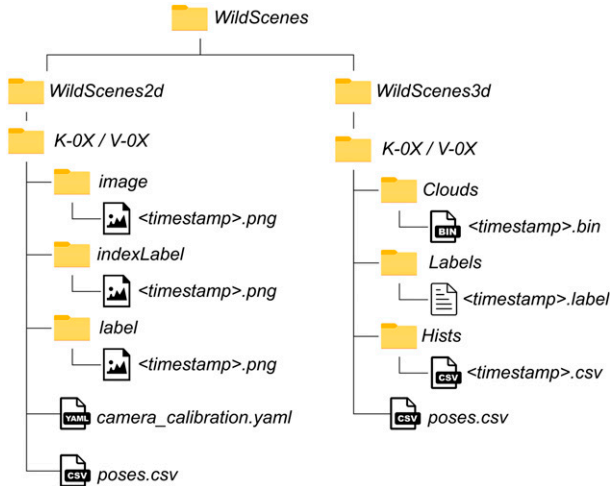 WildScenes
WildScenes2d
K-0X / V-0X
image
<timestamp>.png
indexLabel
<timestamp>.png
label
<timestamp>.png
YAML camera_calibration.yaml
CSV poses.csv
WildScenes3d
K-0X / V-0X
Clouds
BIN <timestamp>.bin
Labels
<timestamp>.label
Hists
CSV <timestamp>.csv
CSV poses.csv